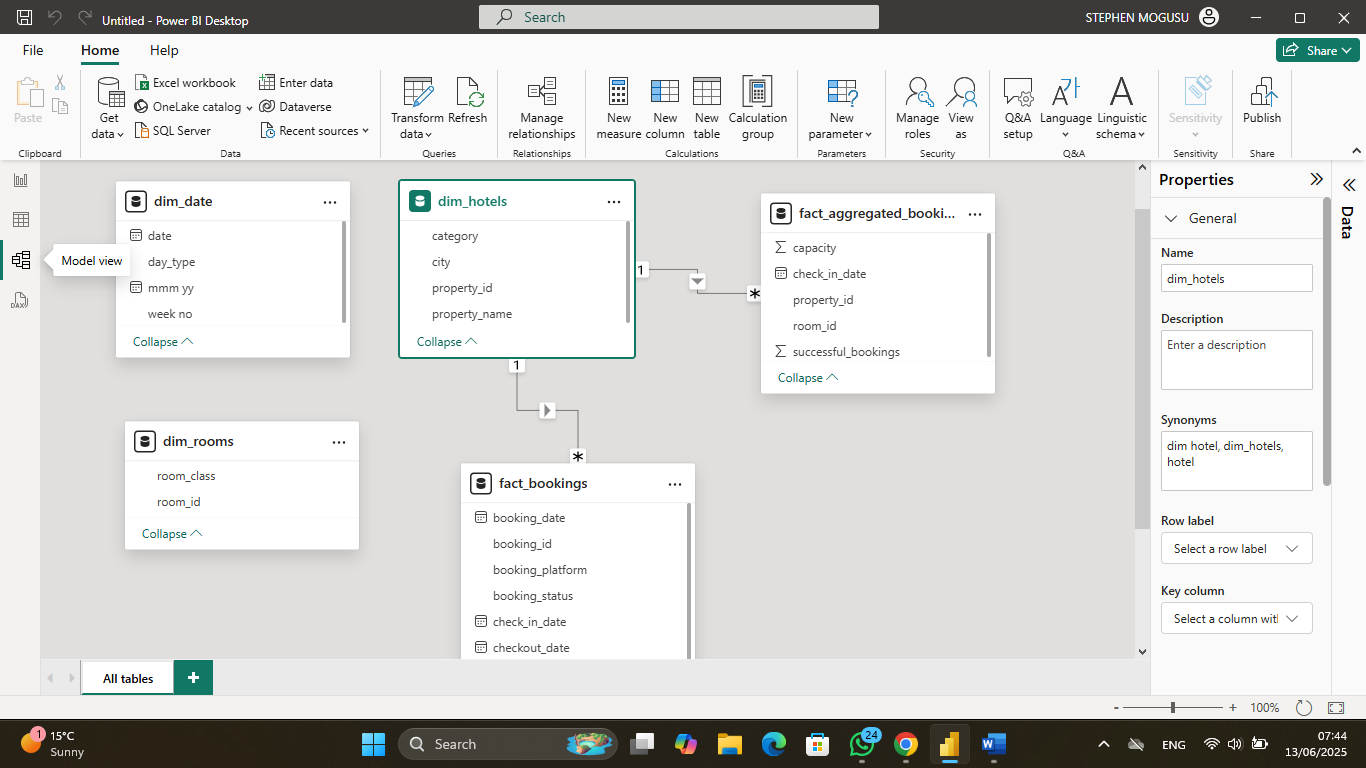 Untitled - Power BI Desktop
Search
STEPHEN MOGUSU
File
Home
Help
Share
Paste
Get
data
Excel workbook
OneLake catalog
SQL Server
Enter data
Dataverse
Recent sources
Transform
data
Refresh
Manage
relationships
New
measure
New
column
New
table
Calculation
group
New
parameter
Manage
roles
View
as
Q&A
setup
Language
Linguistic
schema
Sensitivity
Publish
Clipboard
Data
Queries
Relationships
Calculations
Parameters
Security
Q&A
Sensitivity
Share
DAX
Model view
dim_date
date
day_type
mmm yy
week no
Collapse
dim_hotels
category
city
property_id
property_name
Collapse
1
*
fact_aggregated_booki...
capacity
check_in_date
property_id
room_id
successful_bookings
Collapse
1
*
dim_rooms
room_class
room_id
Collapse
fact_bookings
booking_date
booking_id
booking_platform
booking_status
check_in_date
checkout_date
Properties
General
Name
dim_hotels
Description
Enter a description
Synonyms
dim hotel, dim_hotels,
hotel
Row label
Select a row label
Key column
Select a column wit
Data
All tables
+
- + 100%
1
15°C
Sunny
Search
24
ENG
07:44
13/06/2025